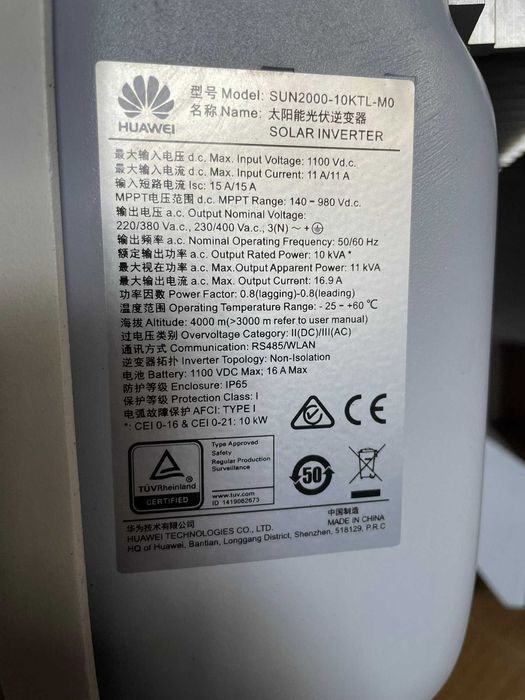 HUAWEI
型号 Model: SUN2000-10KTL-M0
名称 Name: 太阳能光伏逆变器
SOLAR INVERTER
最大输入电压 d.c. Max. Input Voltage: 1100 Vd.c.
最大输入电流 d.c. Max. Input Current: 11 A/11 A
输入短路电流 Isc: 15 A/15 A
MPPT电压范围 d.c. MPPT Range: 140 - 980 Vd.c.
输出电压 a.c. Output Nominal Voltage:
220/380 Va.c., 230/400 Va.c., 3(N) ~ +
输出频率 a.c. Nominal Operating Frequency: 50/60 Hz
额定输出功率 a.c. Output Rated Power: 10 kVA *
最大视在功率 a.c. Max.Output Apparent Power: 11 kVA
最大输出电流 a.c. Max. Output Current: 16.9 A
功率因数 Power Factor: 0.8(lagging)-0.8(leading)
温度范围 Operating Temperature Range: - 25 - +60 ℃
海拔 Altitude: 4000 m(>3000 m refer to user manual)
过电压类别 Overvoltage Category: II(DC)/III(AC)
通讯方式 Communication: RS485/WLAN
逆变器拓扑 Inverter Topology: Non-Isolation
电池 Battery: 1100 VDC Max; 16 A Max
防护等级 Enclosure: IP65
保护等级 Protection Class: I
电弧故障保护 AFCI: TYPE I
*: CEI 0-16 & CEI 0-21: 10 kW
CE
TÜVRheinland
CERTIFIED
Type Approved
Safety
Regular Production
Surveillance
www.tuv.com
ID 1419062673
50
华为技术有限公司
HUAWEI TECHNOLOGIES CO., LTD.
HQ of Huawei, Bantian, Longgang District, Shenzhen, 518129, P.R.C
中国制造
MADE IN CHINA